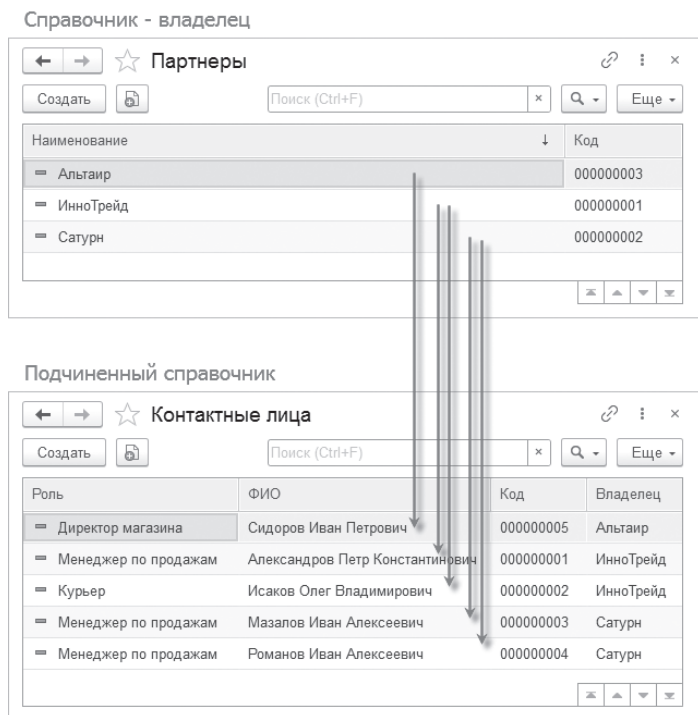 Справочник - владелец
Партнеры
Создать Поиск (Ctrl+F) × Еще
Наименование ↓ Код
Альтаир 000000003
ИнноТрейд 000000001
Сатурн 000000002
Подчиненный справочник
Контактные лица
Создать Поиск (Ctrl+F) × Еще
Роль ФИО Код Владелец
Директор магазина Сидоров Иван Петрович 000000005 Альтаир
Менеджер по продажам Александров Петр Константинович 000000001 ИнноТрейд
Курьер Исаков Олег Владимирович 000000002 ИнноТрейд
Менеджер по продажам Мазалов Иван Алексеевич 000000003 Сатурн
Менеджер по продажам Романов Иван Алексеевич 000000004 Сатурн